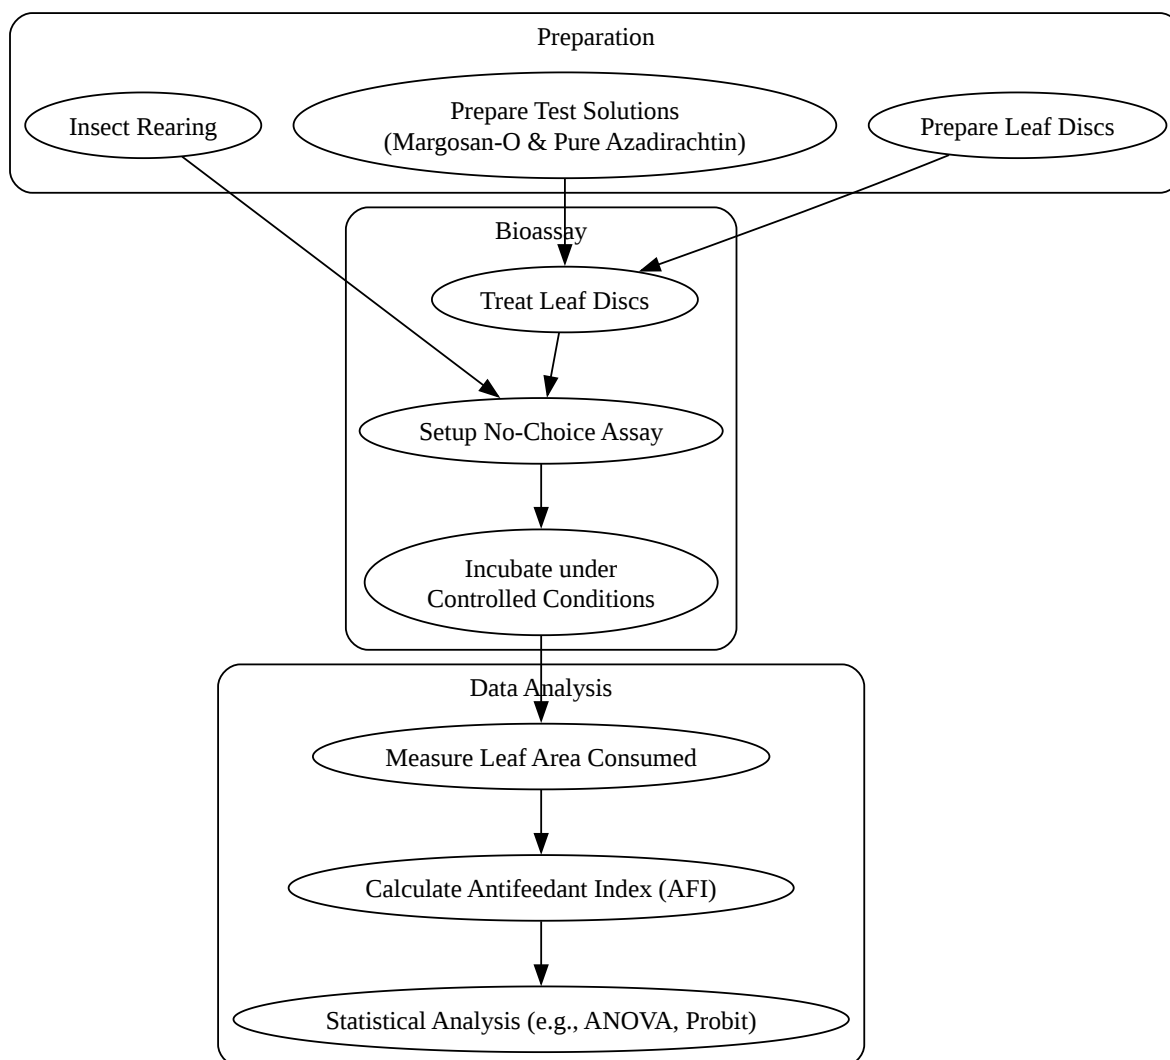 Preparation
Insect Rearing
Prepare Test Solutions
(Margosan-O & Pure Azadirachtin)
Prepare Leaf Discs
Bioassay
Treat Leaf Discs
Setup No-Choice Assay
Incubate under
Controlled Conditions
Data Analysis
Measure Leaf Area Consumed
Calculate Antifeedant Index (AFI)
Statistical Analysis (e.g., ANOVA, Probit)